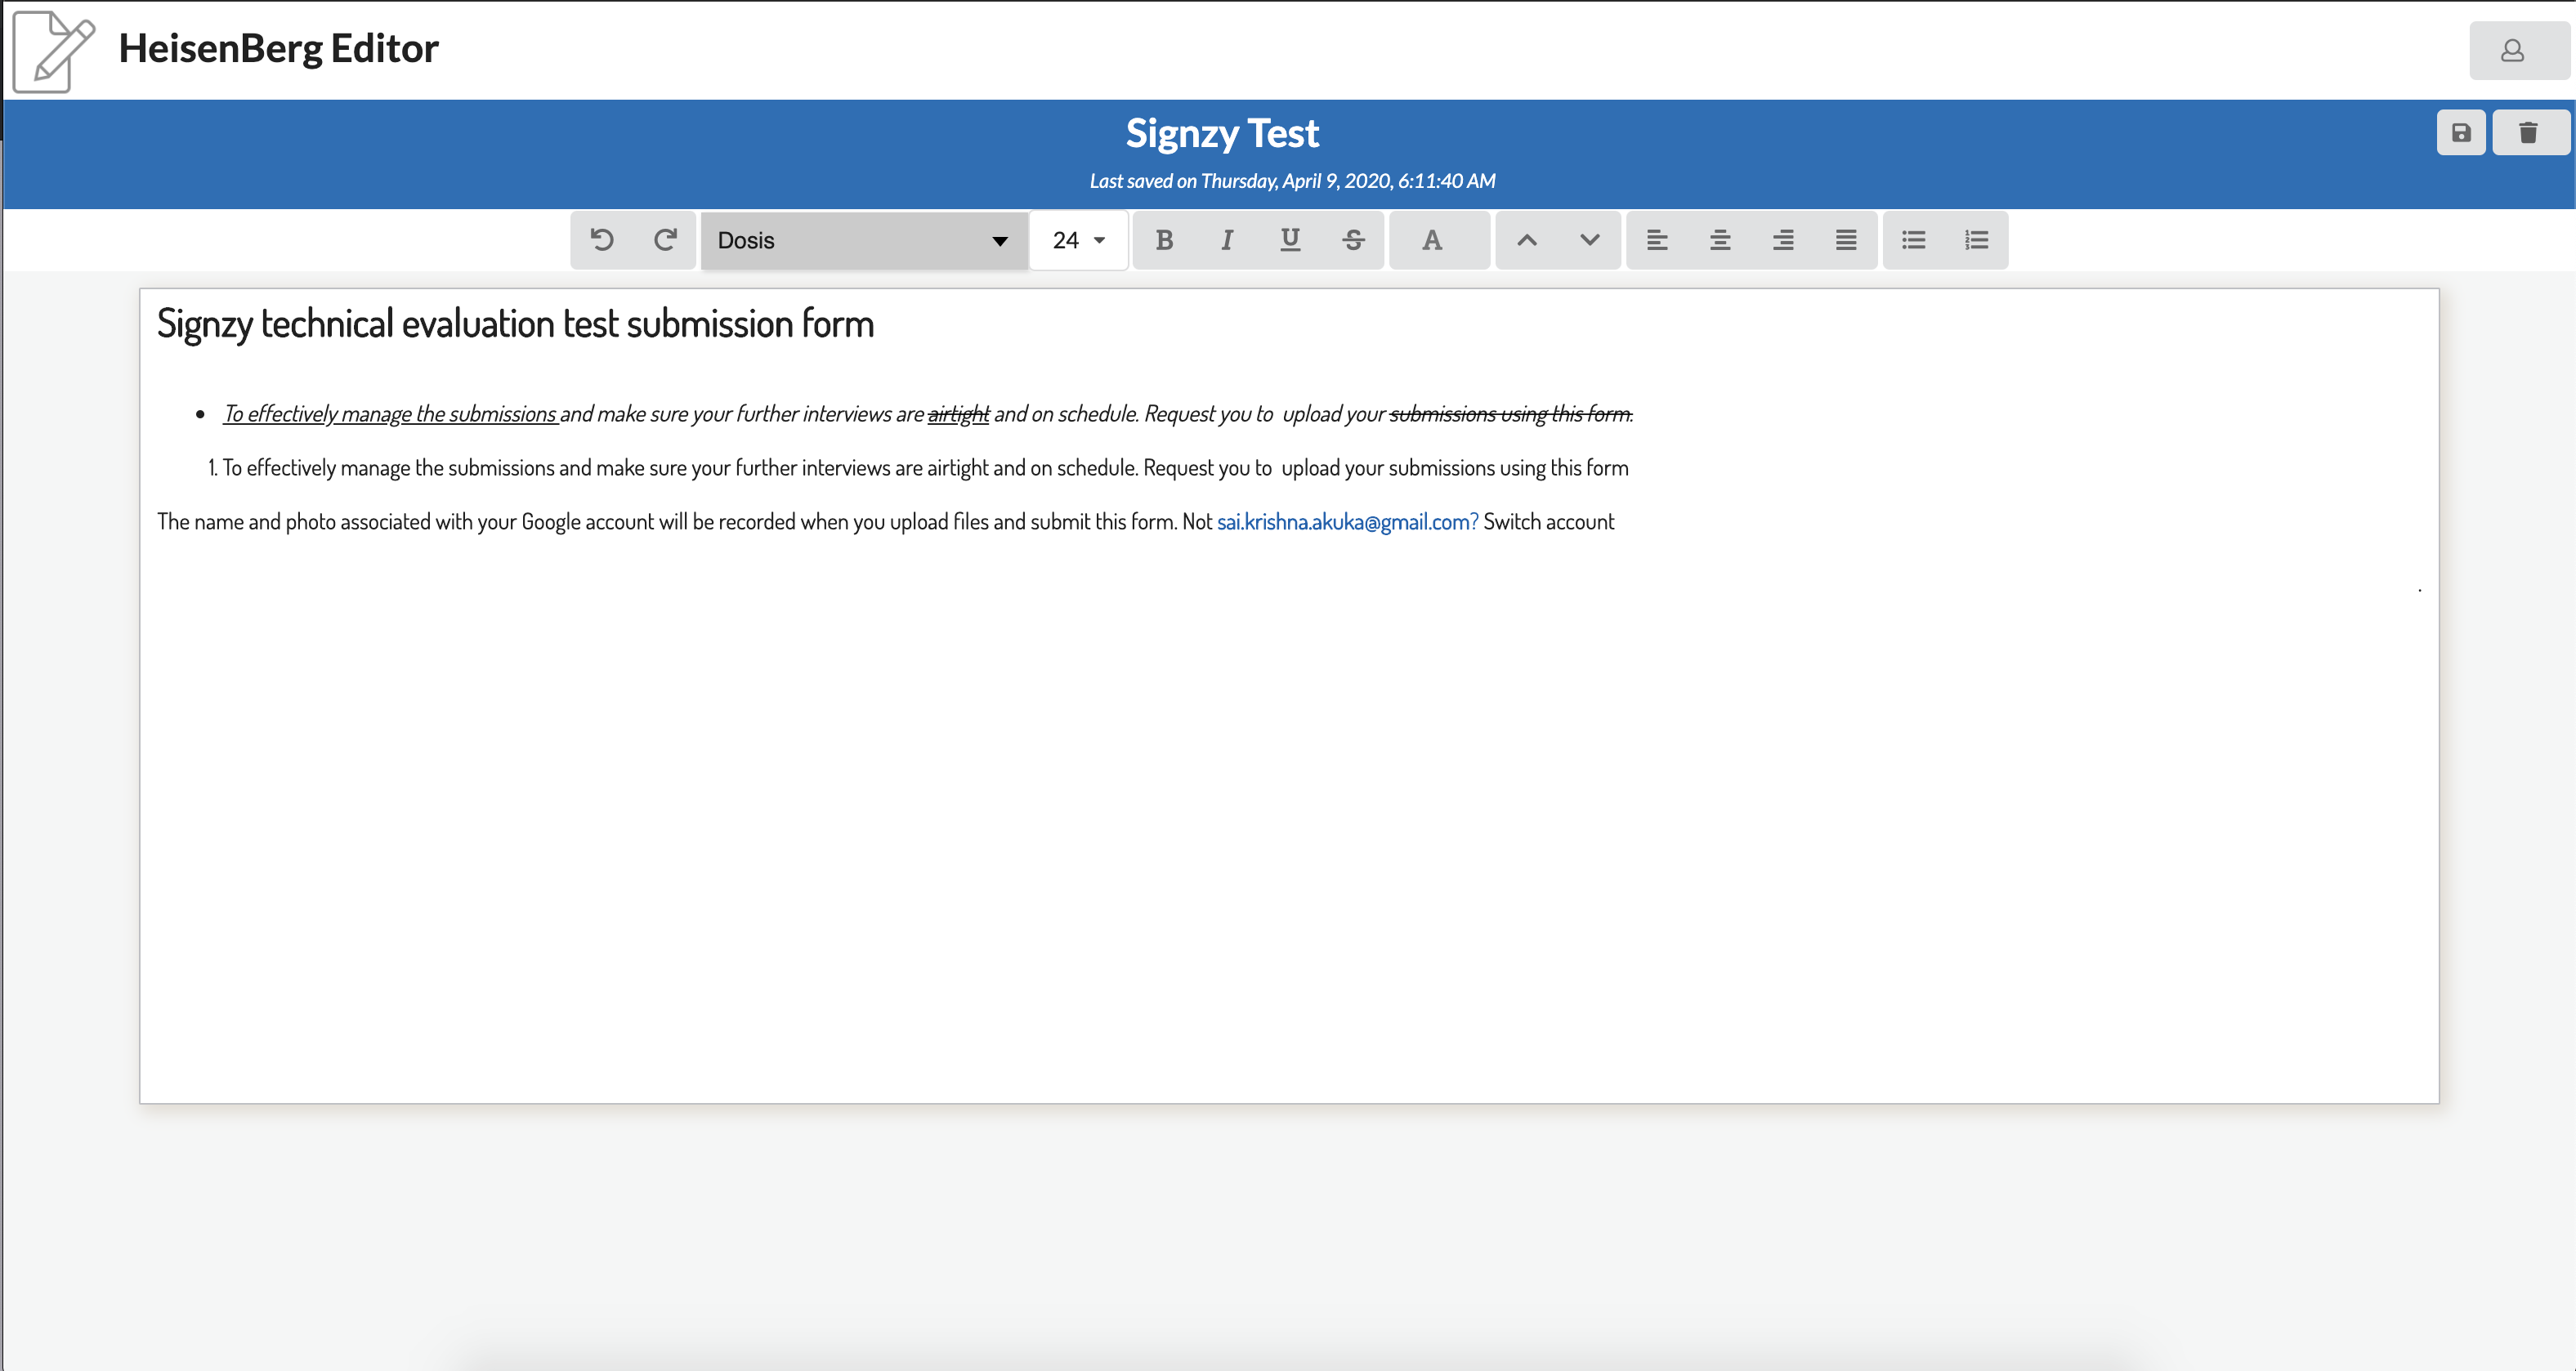 HeisenBerg Editor
Signzy Test
Last saved on Thursday, April 9, 2020, 6:11:40 AM
Dosis 24 B I U S A
Signzy technical evaluation test submission form
• To effectively manage the submissions and make sure your further interviews are airtight and on schedule. Request you to  upload your submissions using this form.
1. To effectively manage the submissions and make sure your further interviews are airtight and on schedule. Request you to  upload your submissions using this form
The name and photo associated with your Google account will be recorded when you upload files and submit this form. Not sai.krishna.akuka@gmail.com? Switch account
.